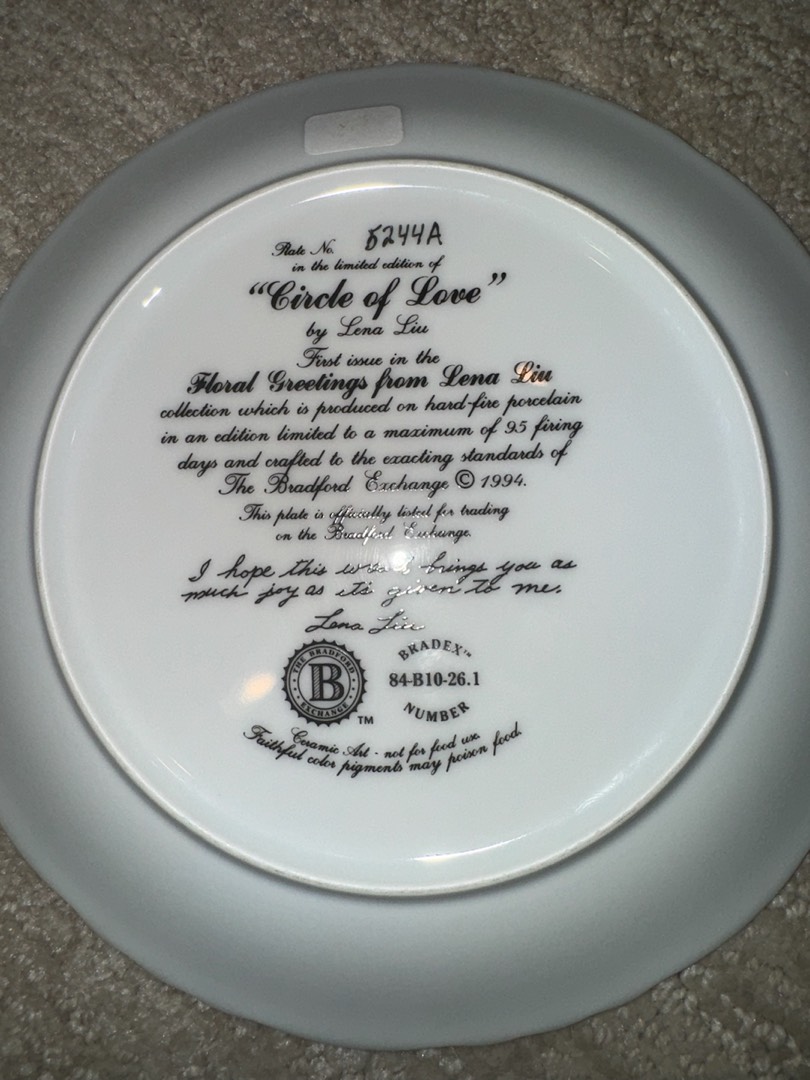 Plate No. 5244A
in the limited edition of
“Circle of Love”
by Lena Liu
First issue in the
Floral Greetings from Lena Liu
collection which is produced on hard-fire porcelain
in an edition limited to a maximum of 95 firing
days and crafted to the exacting standards of
The Bradford Exchange © 1994.
This plate is officially listed for trading
on the Bradford Exchange.
I hope this brings you as
much joy as it's given to me.
Lena Liu
THE BRADFORD
B
EXCHANGE
TM
BRADEX™
84-B10-26.1
NUMBER
Ceramic Art - not for food use.
Faithful color pigments may poison food.